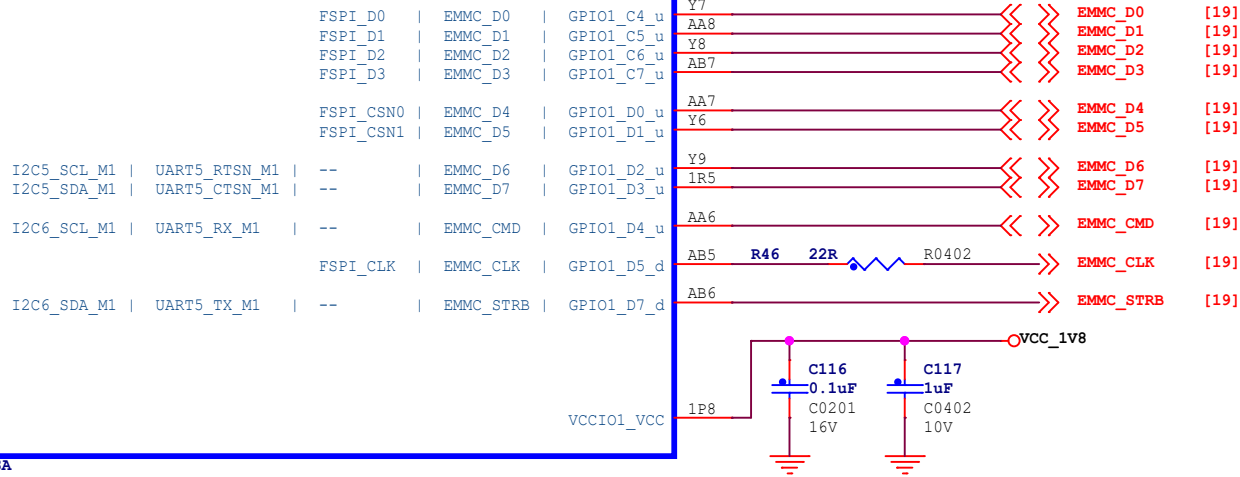 FSPI_D0 | EMMC_D0 | GPIO1_C4_u Y7 EMMC_D0 [19]
FSPI_D1 | EMMC_D1 | GPIO1_C5_u AA8 EMMC_D1 [19]
FSPI_D2 | EMMC_D2 | GPIO1_C6_u Y8 EMMC_D2 [19]
FSPI_D3 | EMMC_D3 | GPIO1_C7_u AB7 EMMC_D3 [19]
FSPI_CSN0 | EMMC_D4 | GPIO1_D0_u AA7 EMMC_D4 [19]
FSPI_CSN1 | EMMC_D5 | GPIO1_D1_u Y6 EMMC_D5 [19]
I2C5_SCL_M1 | UART5_RTSN_M1 | -- | EMMC_D6 | GPIO1_D2_u Y9 EMMC_D6 [19]
I2C5_SDA_M1 | UART5_CTSN_M1 | -- | EMMC_D7 | GPIO1_D3_u 1R5 EMMC_D7 [19]
I2C6_SCL_M1 | UART5_RX_M1 | -- | EMMC_CMD | GPIO1_D4_u AA6 EMMC_CMD [19]
FSPI_CLK | EMMC_CLK | GPIO1_D5_d AB5 R46 22R R0402 EMMC_CLK [19]
I2C6_SDA_M1 | UART5_TX_M1 | -- | EMMC_STRB | GPIO1_D7_d AB6 EMMC_STRB [19]
VCC_1V8
C116 C117
0.1uF 1uF
C0201 C0402
16V 10V
VCCIO1_VCC 1P8